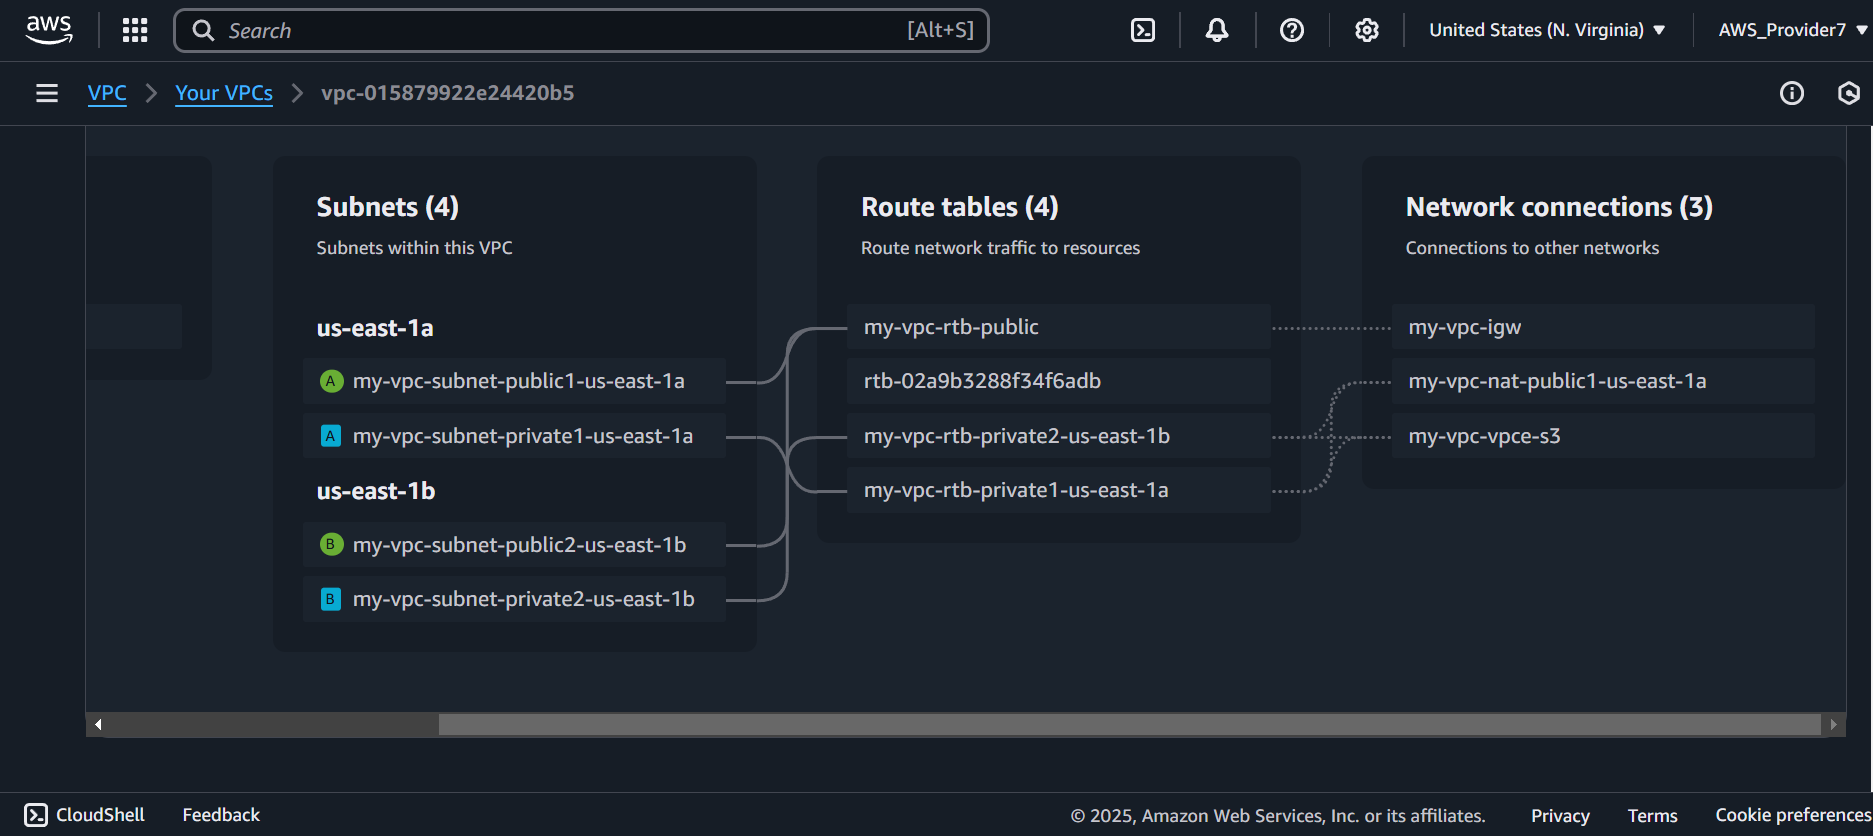 aws
Search [Alt+S]
United States (N. Virginia)
AWS_Provider7
VPC
Your VPCs
vpc-015879922e24420b5
Subnets (4)
Subnets within this VPC
us-east-1a
A my-vpc-subnet-public1-us-east-1a
A my-vpc-subnet-private1-us-east-1a
us-east-1b
B my-vpc-subnet-public2-us-east-1b
B my-vpc-subnet-private2-us-east-1b
Route tables (4)
Route network traffic to resources
my-vpc-rtb-public
rtb-02a9b3288f34f6adb
my-vpc-rtb-private2-us-east-1b
my-vpc-rtb-private1-us-east-1a
Network connections (3)
Connections to other networks
my-vpc-igw
my-vpc-nat-public1-us-east-1a
my-vpc-vpce-s3
CloudShell
Feedback
© 2025, Amazon Web Services, Inc. or its affiliates.
Privacy
Terms
Cookie preferences